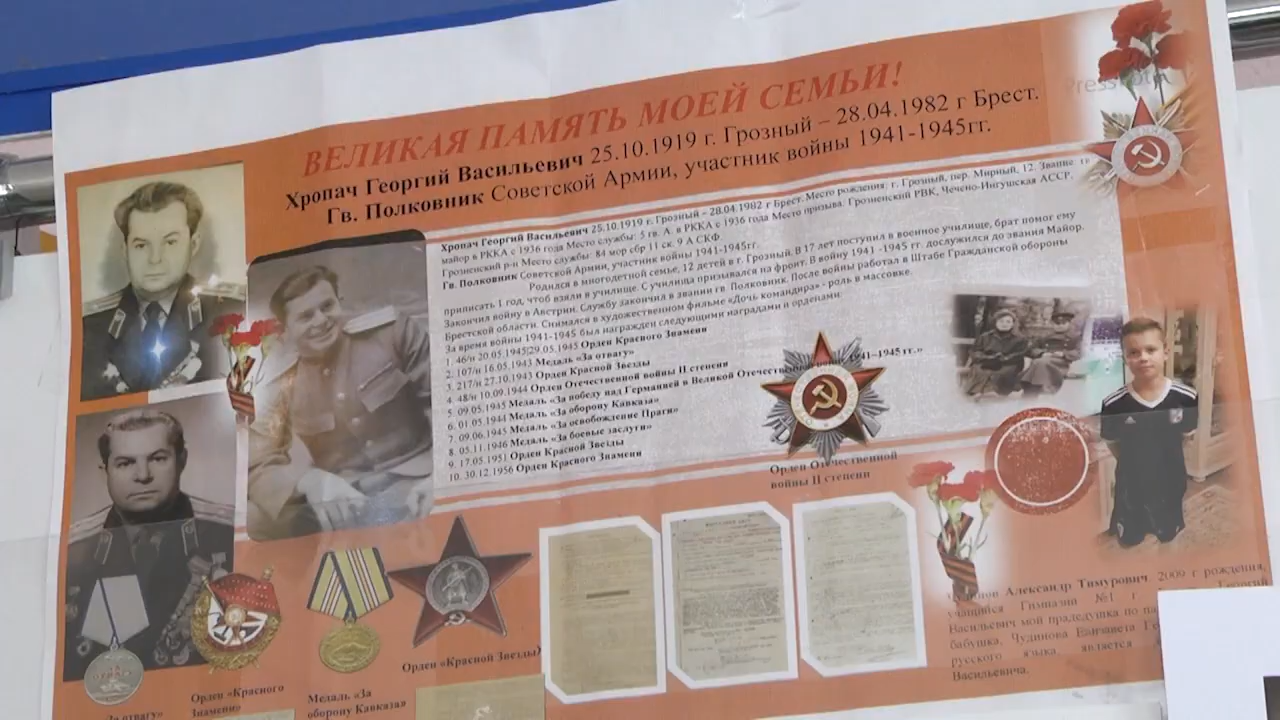 ВЕЛИКАЯ ПАМЯТЬ МОЕЙ СЕМЬИ!
Хропач Георгий Васильевич 25.10.1919 г. Грозный – 28.04.1982 г Брест.
Гв. Полковник Советской Армии, участник войны 1941-1945гг.
Хропач Георгий Васильевич 25.10.1919 г. Грозный – 28.04.1982 г Брест. Место рождения: г. Грозный, пер. Мирный, 12. Звание: гв
майор в РККА с 1936 года Место службы: 5 гв. А. в РККА с 1936 года Место призыва: Грозненский РВК, Чечено-Ингушская АССР,
Грозненский р-н Место службы: 84 мор сбр 11 ск 9 А СКФ.
Гв. Полковник Советской Армии, участник войны 1941-1945гг.
Родился в многодетной семье, 12 детей в г. Грозный. В 17 лет поступил в военное училище, брат помог ему
приписать 1 год, чтоб взяли в училище. С училища призывался на фронт. В войну 1941 -1945 гг. дослужился до звания Майор.
Закончил войну в Австрии. Службу закончил в звании гв. Полковник. После войны работал в Штабе Гражданской обороны
Брестской области. Снимался в художественном фильме «Дочь командира» - роль в массовке.
За время войны 1941-1945 был награжден следующими наградами и орденами:
1. 46/н 20.05.1945|29.05.1945 Орден Красного Знамени
2. 107/н 16.05.1943 Медаль «За отвагу»
3. 217/н 27.10.1943 Орден Красной Звезды
4. 48/н 10.09.1944 Орден Отечественной войны II степени
5. 09.05.1945 Медаль «За победу над Германией в Великой Отечественной войне 1941–1945 гг.»
6. 01.05.1944 Медаль «За оборону Кавказа»
7. 09.06.1945 Медаль «За освобождение Праги»
8. 05.11.1946 Медаль «За боевые заслуги»
9. 17.05.1951 Орден Красной Звезды
10. 30.12.1956 Орден Красного Знамени
Орден Отечественной
войны II степени
Орден «Красной Звезды»
Орден «Красного
Знамени»
Медаль «За
оборону Кавказа»
За отвагу»
Александр Тимурович 2009 г рождения,
учащийся Гимназии №1 г
Васильевич мой прадедушка по
бабушка, Чудинова Елизавета
русского языка, является
Васильевича.